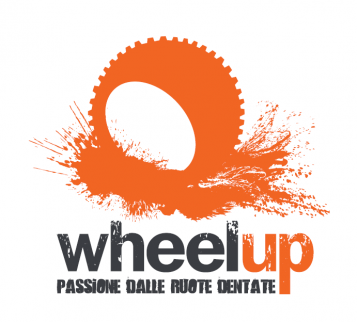 wheelup
PASSIONE DALLE RUOTE DENTATE